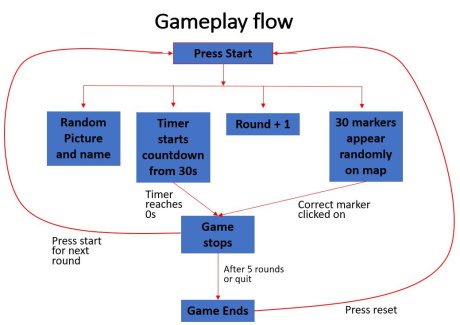 Gameplay flow
Press Start
Random
Picture
and name
Timer
starts
countdown
from 30s
Round + 1
30 markers
appear
randomly
on map
Timer
reaches
0s
Correct marker
clicked on
Game
stops
Press start
for next
round
After 5 rounds
or quit
Game Ends
Press reset